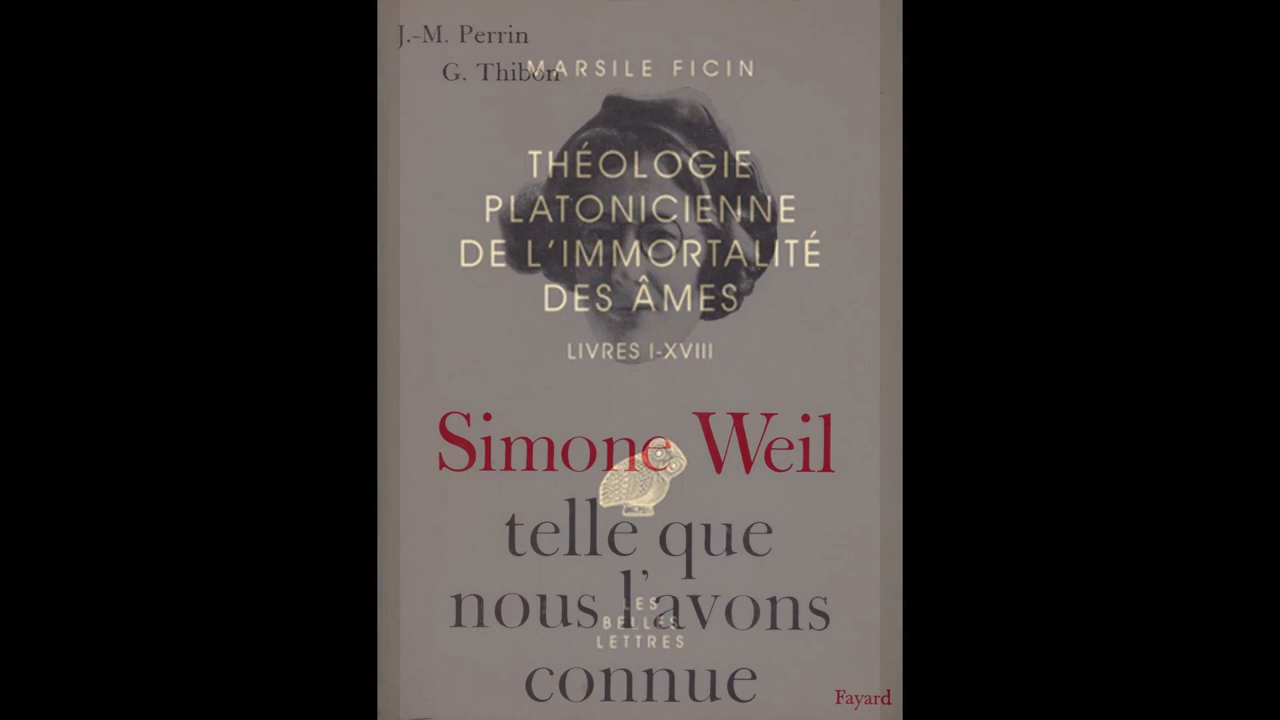 J.-M. Perrin
G. Thibon
MARSILE FICIN
THÉOLOGIE
PLATONICIENNE
DE L'IMMORTALITÉ
DES ÂMES
LIVRES I-XVIII
Simone Weil
telle que
nous l'avons
connue
LES
BELLES
LETTRES
Fayard